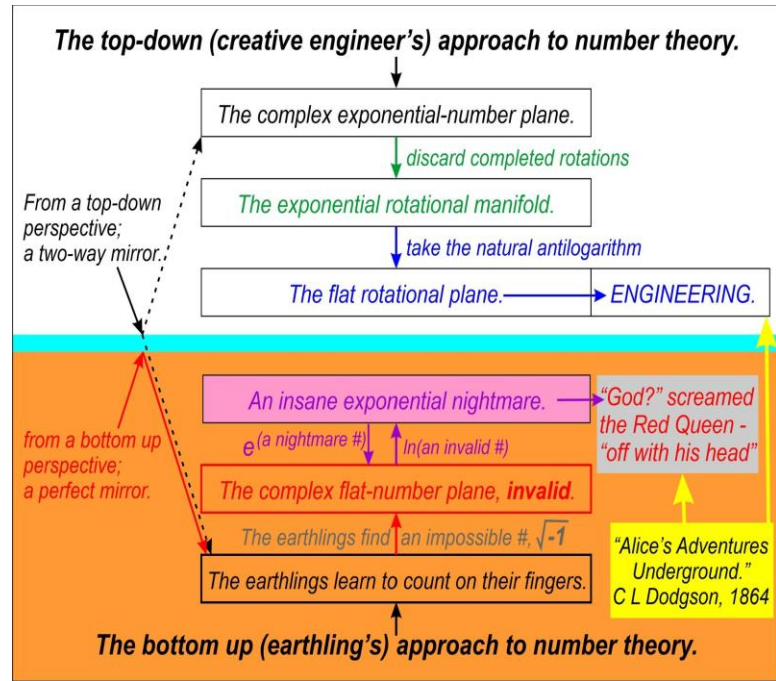 The top-down (creative engineer's) approach to number theory.
The complex exponential-number plane.
discard completed rotations
From a top-down
perspective;
a two-way mirror.
The exponential rotational manifold.
take the natural antilogarithm
The flat rotational plane.
ENGINEERING.
An insane exponential nightmare.
"God?" screamed
the Red Queen -
"off with his head"
from a bottom up
perspective;
a perfect mirror.
e(a nightmare #)
ln(an invalid #)
The complex flat-number plane, invalid.
The earthlings find an impossible #, √-1
The earthlings learn to count on their fingers.
"Alice's Adventures
Underground."
C L Dodgson, 1864
The bottom up (earthling's) approach to number theory.